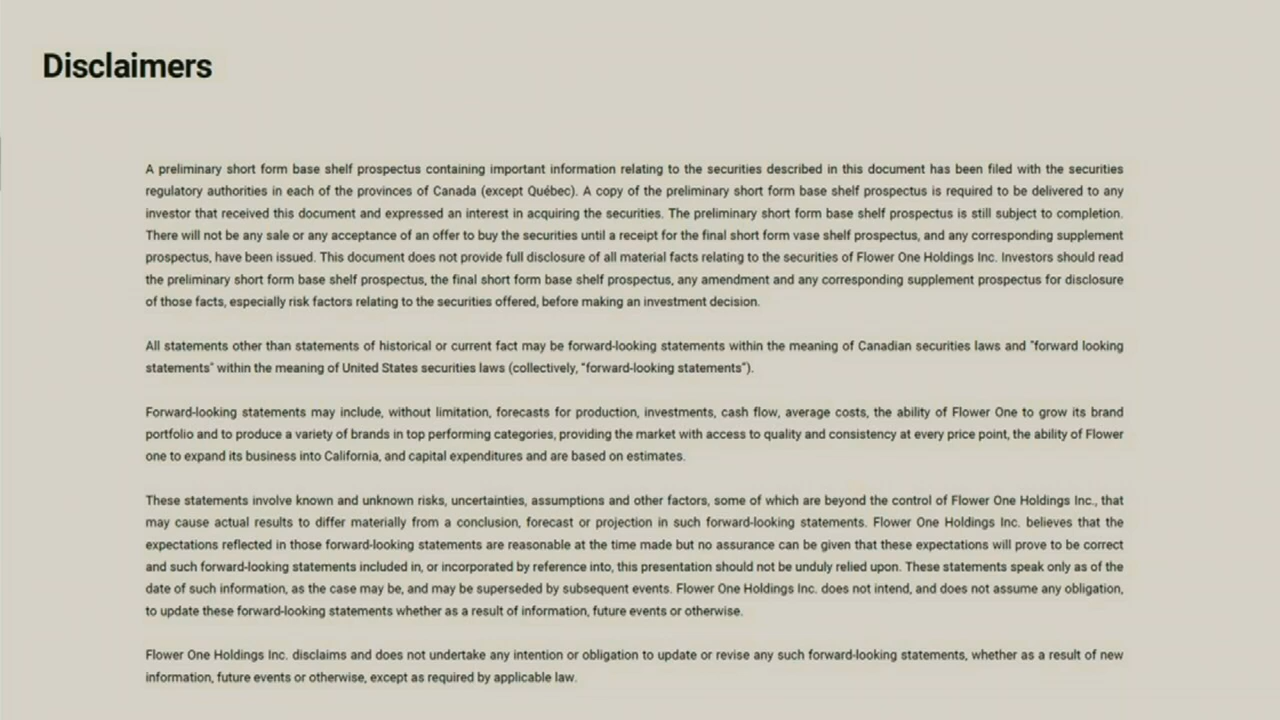 Disclaimers
A preliminary short form base shelf prospectus containing important information relating to the securities described in this document has been filed with the securities
regulatory authorities in each of the provinces of Canada (except Québec). A copy of the preliminary short form base shelf prospectus is required to be delivered to any
investor that received this document and expressed an interest in acquiring the securities. The preliminary short form base shelf prospectus is still subject to completion.
There will not be any sale or any acceptance of an offer to buy the securities until a receipt for the final short form vase shelf prospectus, and any corresponding supplement
prospectus, have been issued. This document does not provide full disclosure of all material facts relating to the securities of Flower One Holdings Inc. Investors should read
the preliminary short form base shelf prospectus, the final short form base shelf prospectus, any amendment and any corresponding supplement prospectus for disclosure
of those facts, especially risk factors relating to the securities offered, before making an investment decision.
All statements other than statements of historical or current fact may be forward-looking statements within the meaning of Canadian securities laws and "forward looking
statements" within the meaning of United States securities laws (collectively, "forward-looking statements").
Forward-looking statements may include, without limitation, forecasts for production, investments, cash flow, average costs, the ability of Flower One to grow its brand
portfolio and to produce a variety of brands in top performing categories, providing the market with access to quality and consistency at every price point, the ability of Flower
one to expand its business into California, and capital expenditures and are based on estimates.
These statements involve known and unknown risks, uncertainties, assumptions and other factors, some of which are beyond the control of Flower One Holdings Inc., that
may cause actual results to differ materially from a conclusion, forecast or projection in such forward-looking statements. Flower One Holdings Inc. believes that the
expectations reflected in those forward-looking statements are reasonable at the time made but no assurance can be given that these expectations will prove to be correct
and such forward-looking statements included in, or incorporated by reference into, this presentation should not be unduly relied upon. These statements speak only as of the
date of such information, as the case may be, and may be superseded by subsequent events. Flower One Holdings Inc. does not intend, and does not assume any obligation,
to update these forward-looking statements whether as a result of information, future events or otherwise.
Flower One Holdings Inc. disclaims and does not undertake any intention or obligation to update or revise any such forward-looking statements, whether as a result of new
information, future events or otherwise, except as required by applicable law.